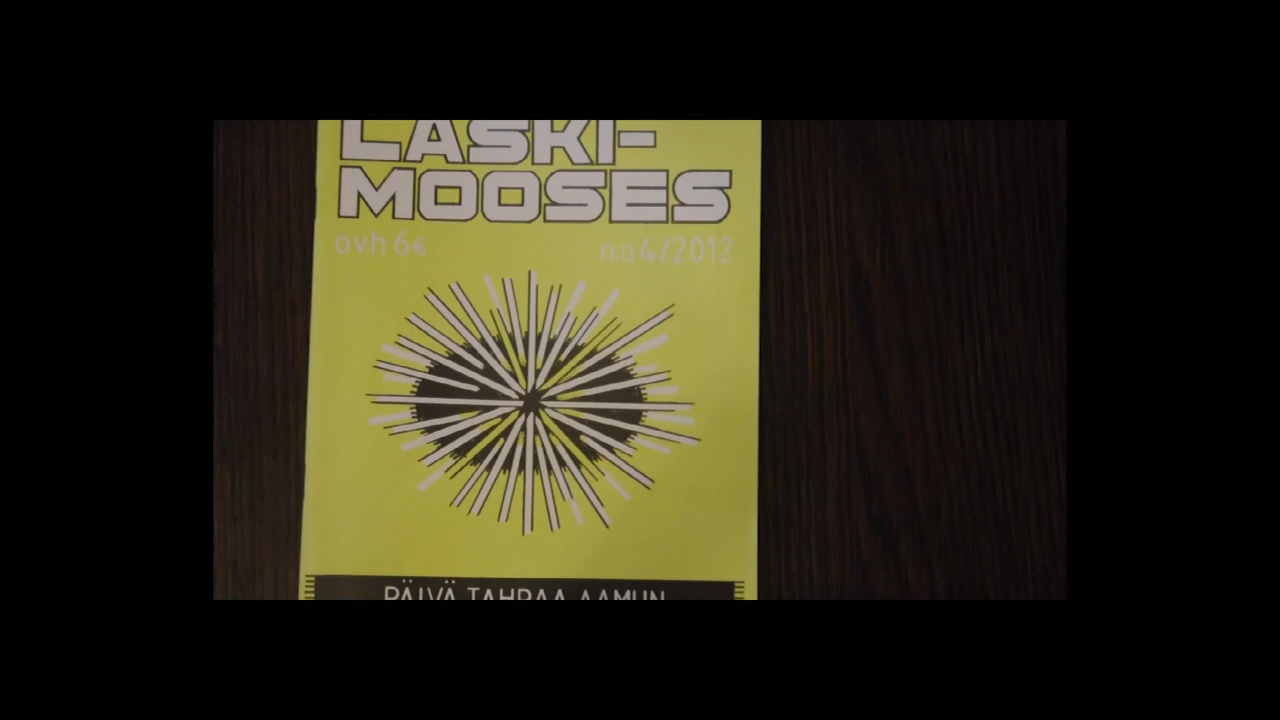 LASKI-
MOOSES
ovh 6€
no 4/2012
PÄIVÄ TAHRAA AAMUN